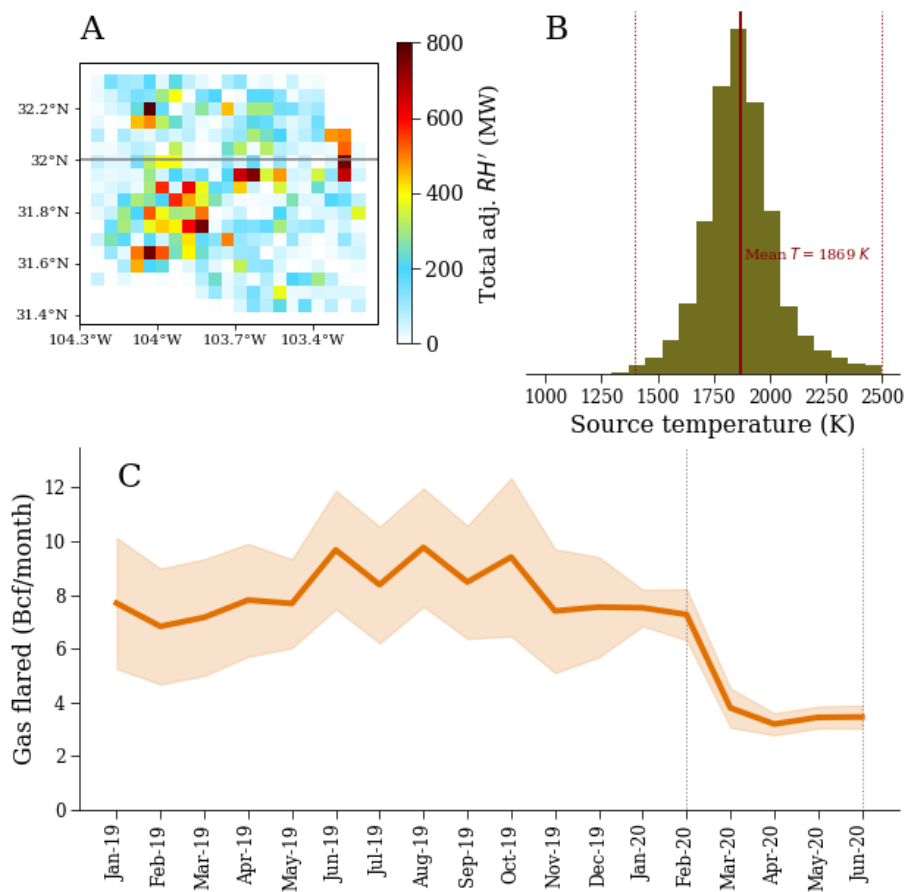 A
800
600
400
200
0
Total adj. RH′ (MW)
32.2°N
32°N
31.8°N
31.6°N
31.4°N
104.3°W
104°W
103.7°W
103.4°W
B
Mean T = 1869 K
1000
1250
1500
1750
2000
2250
2500
Source temperature (K)
C
Gas flared (Bcf/month)
12
10
8
6
4
2
0
Jan-19
Feb-19
Mar-19
Apr-19
May-19
Jun-19
Jul-19
Aug-19
Sep-19
Oct-19
Nov-19
Dec-19
Jan-20
Feb-20
Mar-20
Apr-20
May-20
Jun-20